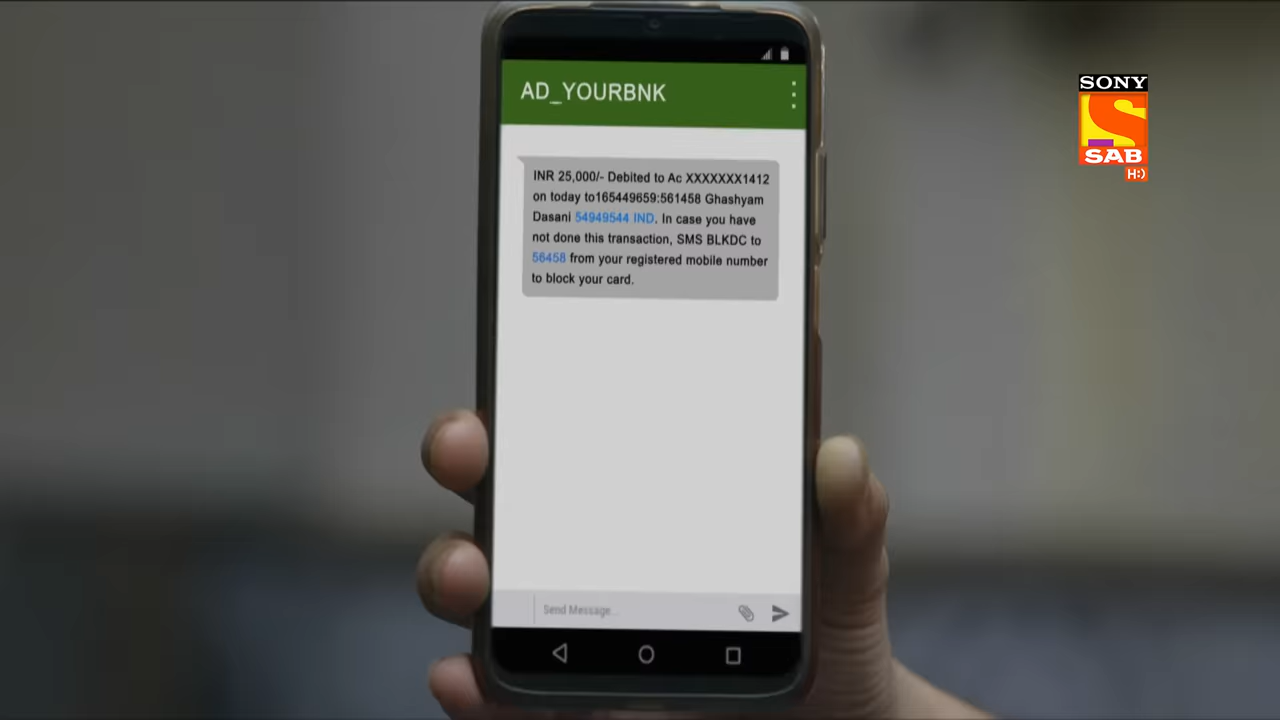 AD_YOURBNK
INR 25,000/- Debited to Ac XXXXXXX1412
on today to165449659:561458 Ghashyam
Dasani 54949544 IND. In case you have
not done this transaction, SMS BLKDC to
56458 from your registered mobile number
to block your card.
Send Message...
SONY
S
SAB
HD